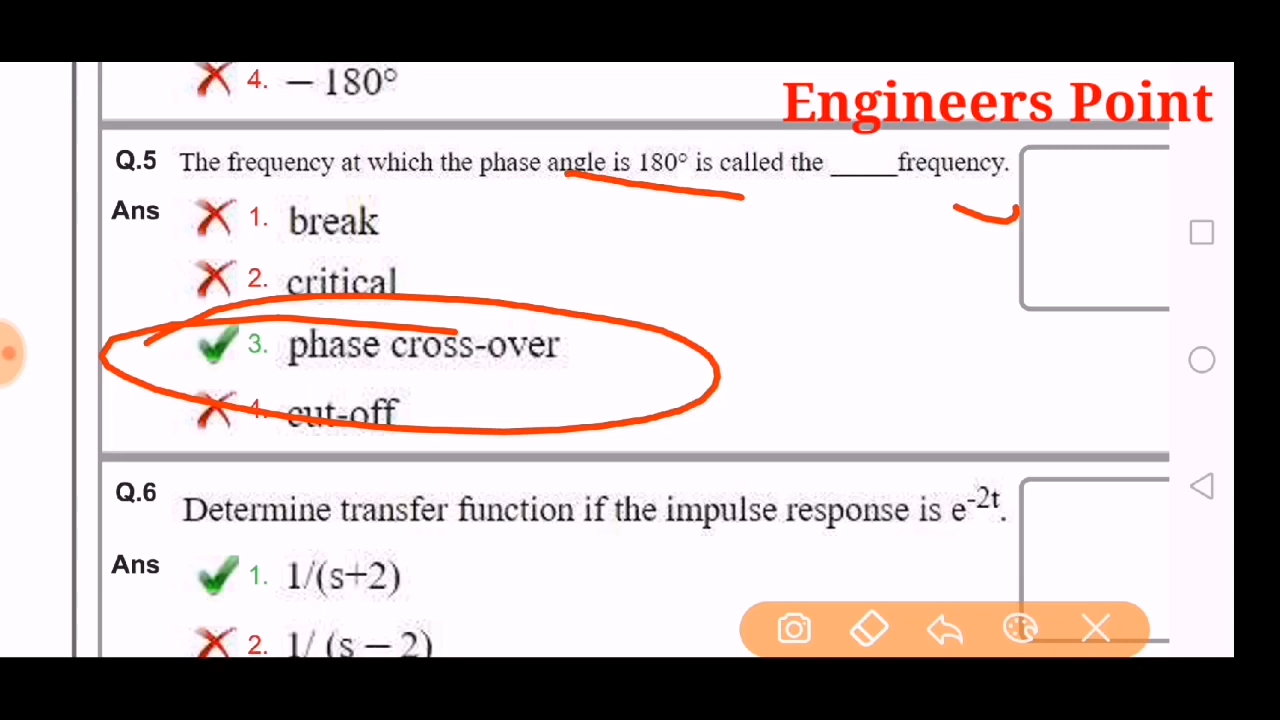 4. – 180°
Engineers Point
Q.5 The frequency at which the phase angle is 180° is called the _____frequency.
Ans 1. break
2. critical
3. phase cross-over
4. cut-off
Q.6 Determine transfer function if the impulse response is e^-2t.
Ans 1. 1/(s+2)
2. 1/ (s – 2)